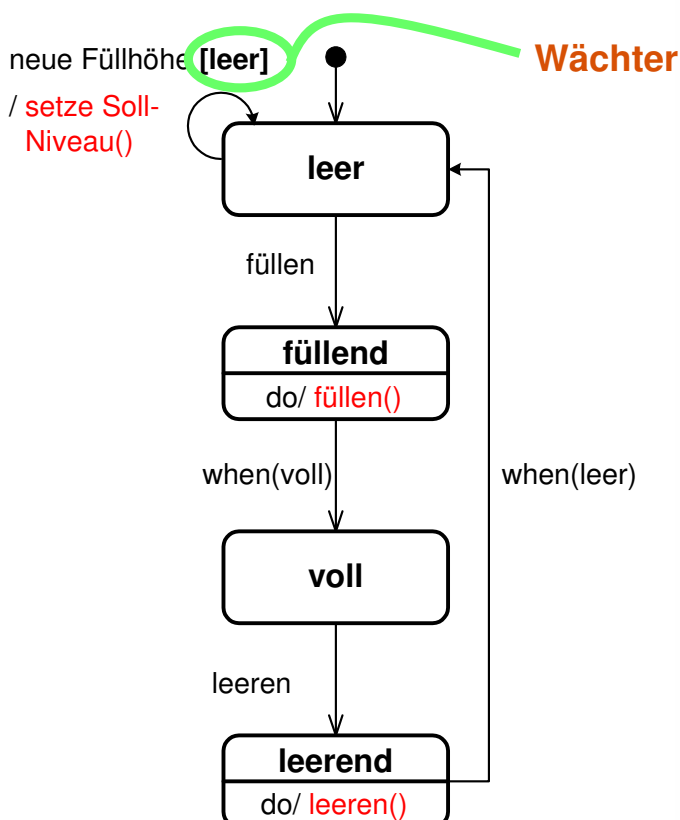 neue Füllhöhe [leer]
Wächter
/ setze Soll-
Niveau()
leer
füllen
füllend
do/ füllen()
when(voll)
when(leer)
voll
leeren
leerend
do/ leeren()